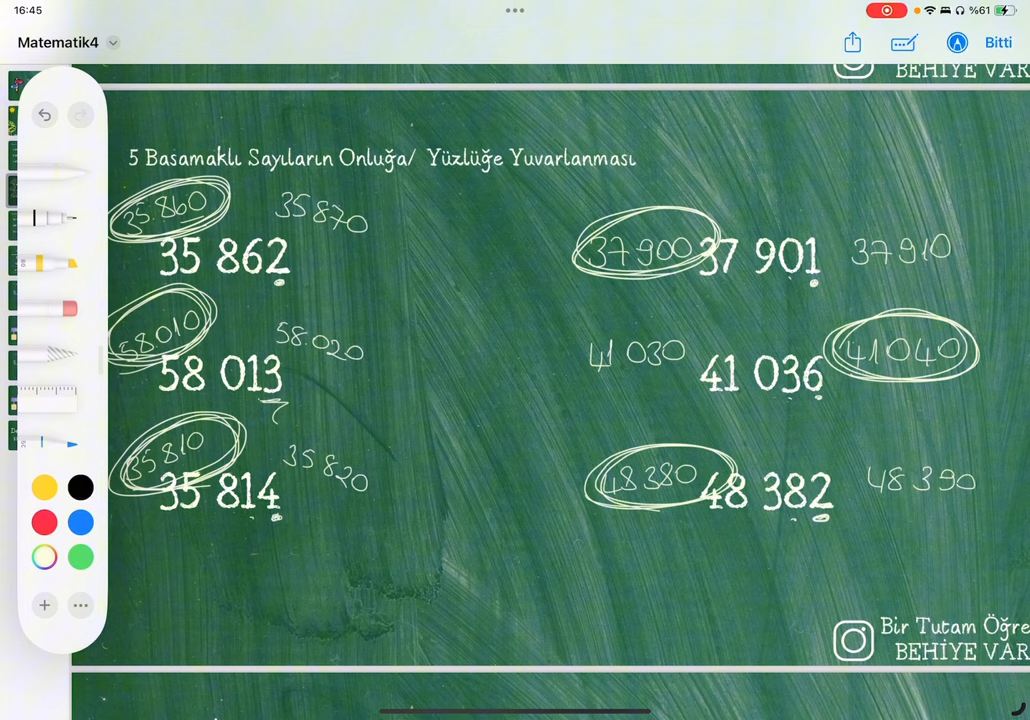 16:45
%61
Matematik4
Bitti
BEHİYE VAR
5 Basamaklı Sayıların Onluğa/ Yüzlüğe Yuvarlanması
35 860 35 870
35 862
37 900 37 901 37 910
58 010 58 020
58 013
41 030 41 036 41 040
35 810 35 820
35 814
48 380 48 382 48 390
Bir Tutam Öğre
BEHİYE VAR